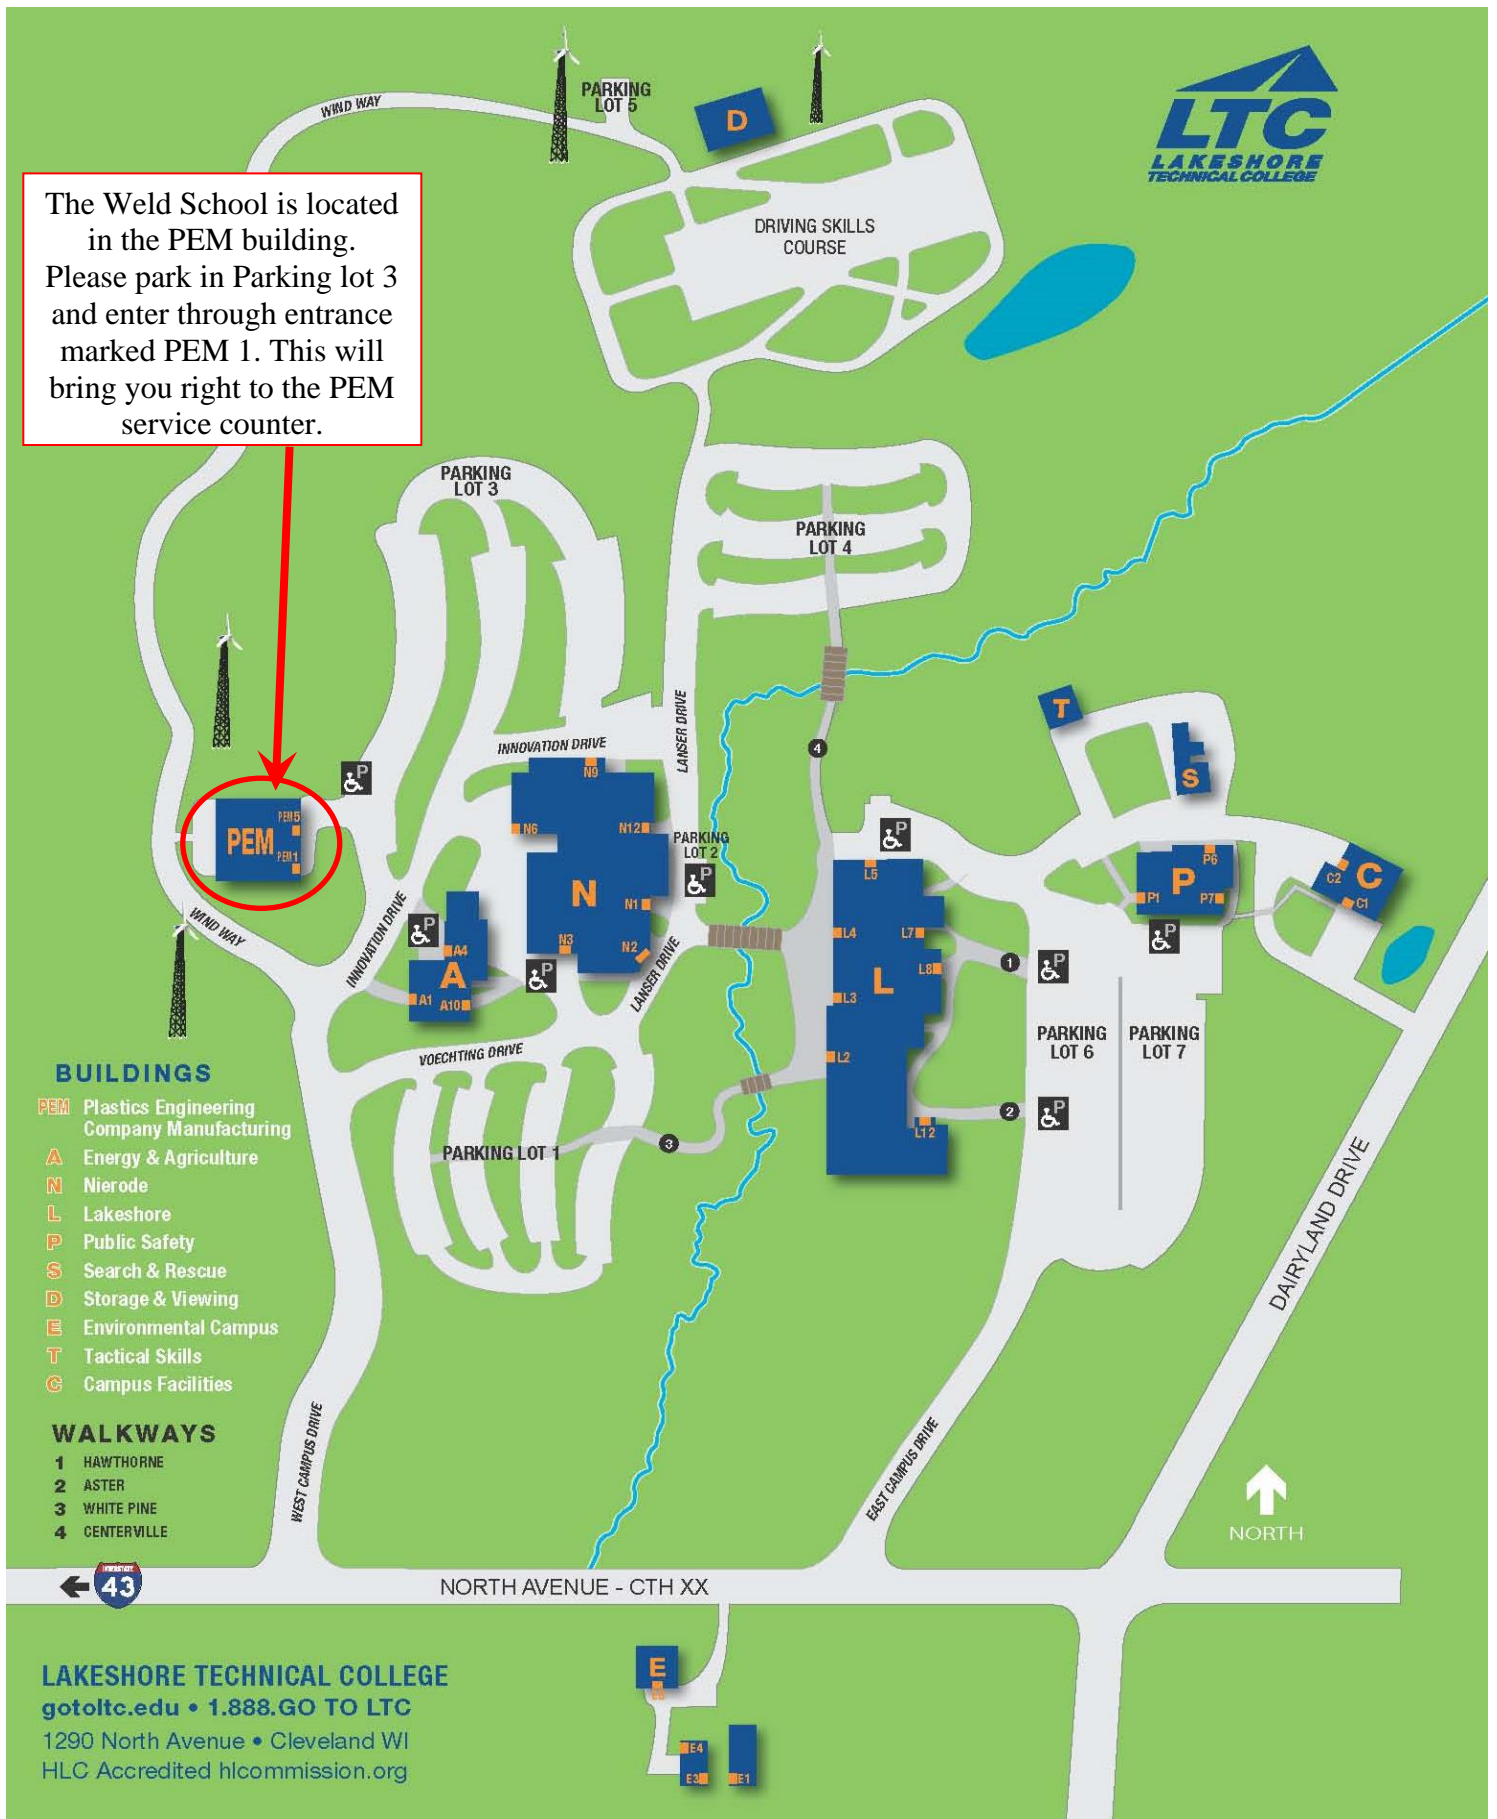 WIND WAY
PARKING
LOT 5
D
LTC
LAKESHORE
TECHNICAL COLLEGE
The Weld School is located
in the PEM building.
Please park in Parking lot 3
and enter through entrance
marked PEM 1. This will
bring you right to the PEM
service counter.
DRIVING SKILLS
COURSE
PARKING
LOT 3
PARKING
LOT 4
LANSER DRIVE
T
INNOVATION DRIVE
4
S
P
N9
PEM
PEM5
PEM1
N6
N12
PARKING
LOT 2
P
P
L5
P6
P
P1
P7
C2
C
C1
N
N1
N3
N2
P
WIND WAY
INNOVATION DRIVE
P
A4
A
A1
A10
P
LANSER DRIVE
L4
L7
L8
L
L3
L2
1
P
PARKING
LOT 6
PARKING
LOT 7
VOECHTING DRIVE
2
P
L12
PARKING LOT 1
3
DAIRYLAND DRIVE
BUILDINGS
PEM Plastics Engineering
Company Manufacturing
A Energy & Agriculture
N Nierode
L Lakeshore
P Public Safety
S Search & Rescue
D Storage & Viewing
E Environmental Campus
T Tactical Skills
C Campus Facilities
WALKWAYS
1 HAWTHORNE
2 ASTER
3 WHITE PINE
4 CENTERVILLE
WEST CAMPUS DRIVE
EAST CAMPUS DRIVE
NORTH
INTERSTATE
43
NORTH AVENUE - CTH XX
E
E4
E3
E1
LAKESHORE TECHNICAL COLLEGE
gotoltc.edu • 1.888.GO TO LTC
1290 North Avenue • Cleveland WI
HLC Accredited hlcommission.org